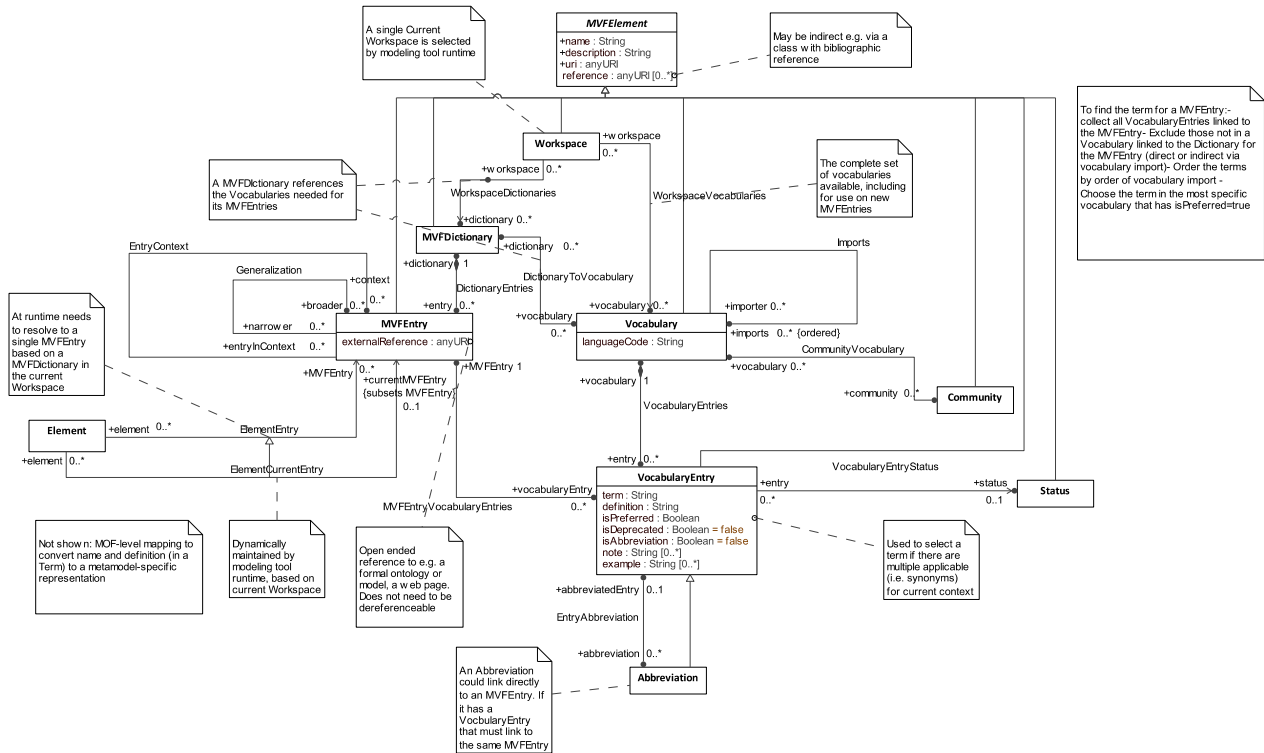 MVFElement
+name : String
+description : String
+uri : anyURI
reference : anyURI [0..*]
A single Current
Workspace is selected
by modeling tool runtime
May be indirect e.g. via a
class with bibliographic
reference
To find the term for a MVFEntry:-
collect all VocabularyEntries linked to
the MVFEntry- Exclude those not in a
Vocabulary linked to the Dictionary for
the MVFEntry (direct or indirect via
vocabulary import)- Order the terms
by order of vocabulary import -
Choose the term in the most specific
vocabulary that has isPreferred=true
Workspace
+workspace
0..*
+workspace
0..*
WorkspaceDictionaries
WorkspaceVocabularies
A MVFDIctionary references
the Vocabularies needed for
its MVFEntries
The complete set
of vocabularies
available, including
for use on new
MVFEntries
+dictionary 0..*
MVFDictionary
+dictionary
0..*
+dictionary
1
DictionaryToVocabulary
DictionaryEntries
EntryContext
Generalization
+context
0..*
+broader
0..*
+entry
0..*
+narrower
0..*
+entryInContext
0..*
MVFEntry
externalReference : anyURI
Imports
+importer 0..*
+imports
0..* {ordered}
+vocabulary
0..*
+vocabulary
0..*
Vocabulary
languageCode : String
CommunityVocabulary
+vocabulary 0..*
+community
0..*
Community
At runtime needs
to resolve to a
single MVFEntry
based on a
MVFDictionary in
the current
Workspace
+MVFEntry
0..*
+currentMVFEntry
{subsets MVFEntry}
0..1
+MVFEntry 1
+vocabulary
1
VocabularyEntries
Element
+element
0..*
ElementEntry
+element
0..*
ElementCurrentEntry
+entry
0..*
VocabularyEntry
term : String
definition : String
isPreferred : Boolean
isDeprecated : Boolean = false
isAbbreviation : Boolean = false
note : String [0..*]
example : String [0..*]
+vocabularyEntry
0..*
MVFEntryVocabularyEntries
VocabularyEntryStatus
+entry
0..*
+status
0..1
Status
Not shown: MOF-level mapping to
convert name and definition (in a
Term) to a metamodel-specific
representation
Dynamically
maintained by
modeling tool
runtime, based on
current Workspace
Open ended
reference to e.g. a
formal ontology or
model, a web page.
Does not need to be
dereferenceable
Used to select a
term if there are
multiple applicable
(i.e. synonyms)
for current context
+abbreviatedEntry
0..1
EntryAbbreviation
+abbreviation
0..*
Abbreviation
An Abbreviation
could link directly
to an MVFEntry. If
it has a
VocbularyEntry
that must link to
the same MVFEntry